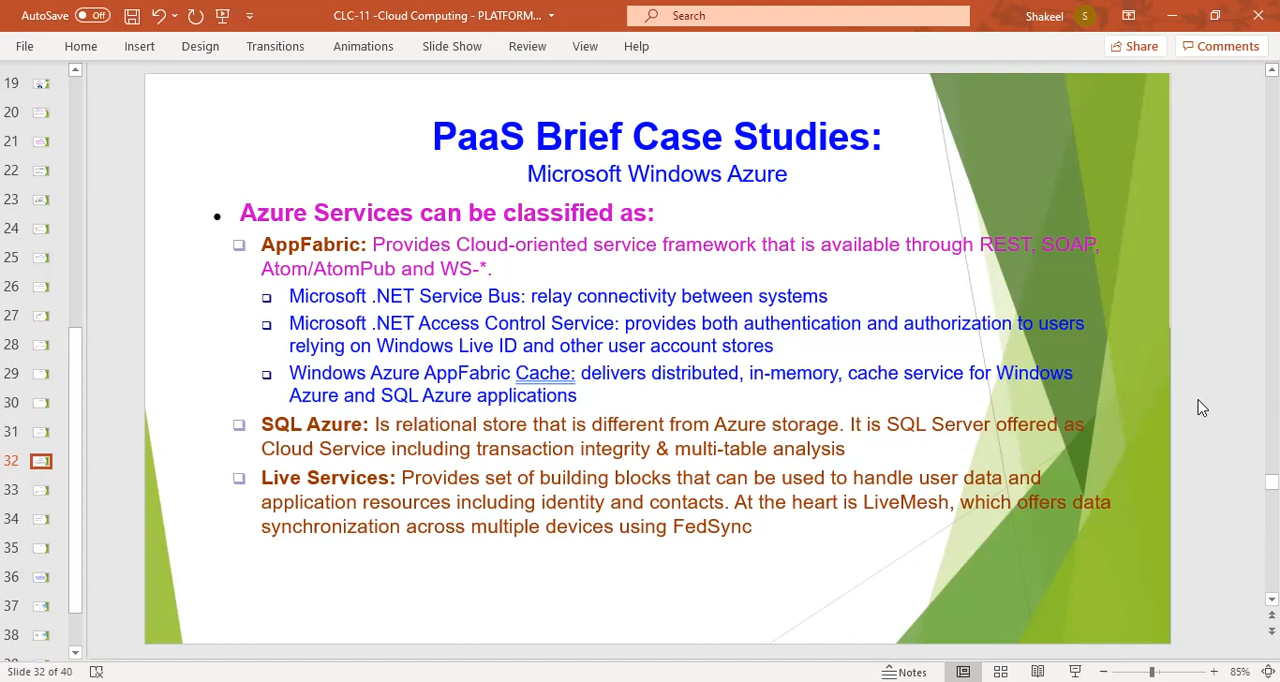 AutoSave Off CLC-11 -Cloud Computing - PLATFORM... Search Shakeel S
File Home Insert Design Transitions Animations Slide Show Review View Help Share Comments
19
20
21
22
23
24
25
26
27
28
29
30
31
32
33
34
35
36
37
38
PaaS Brief Case Studies:
Microsoft Windows Azure
• Azure Services can be classified as:
AppFabric: Provides Cloud-oriented service framework that is available through REST, SOAP,
Atom/AtomPub and WS-*.
Microsoft .NET Service Bus: relay connectivity between systems
Microsoft .NET Access Control Service: provides both authentication and authorization to users
relying on Windows Live ID and other user account stores
Windows Azure AppFabric Cache: delivers distributed, in-memory, cache service for Windows
Azure and SQL Azure applications
SQL Azure: Is relational store that is different from Azure storage. It is SQL Server offered as
Cloud Service including transaction integrity & multi-table analysis
Live Services: Provides set of building blocks that can be used to handle user data and
application resources including identity and contacts. At the heart is LiveMesh, which offers data
synchronization across multiple devices using FedSync
Slide 32 of 40 Notes 85%